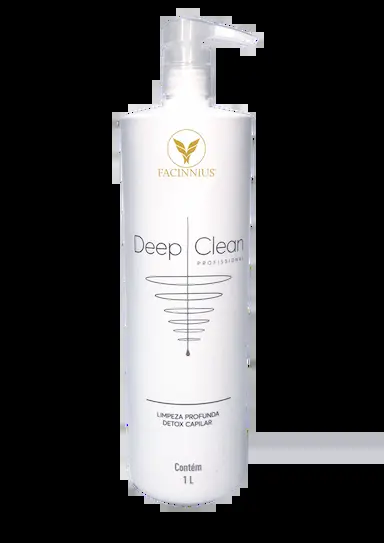 FACINNIUS
Deep Clean
PROFISSIONAL
LIMPEZA PROFUNDA
DETOX CAPILAR
Contém
1 L